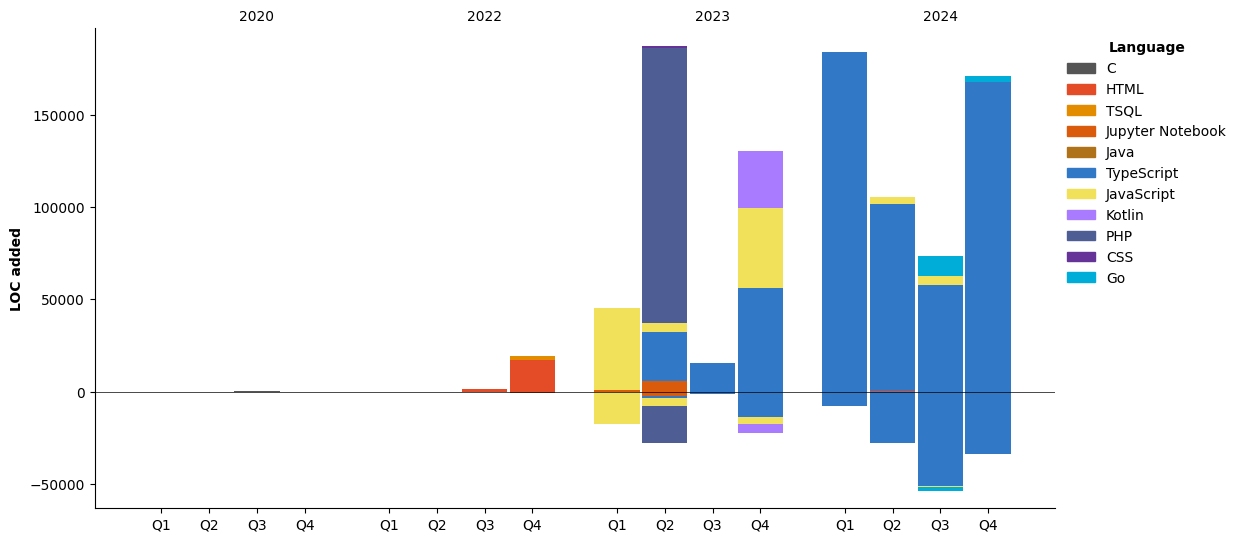 2020 2022 2023 2024
Language
C
HTML
TSQL
Jupyter Notebook
Java
TypeScript
JavaScript
Kotlin
PHP
CSS
Go
LOC added
150000
100000
50000
0
−50000
Q1 Q2 Q3 Q4 Q1 Q2 Q3 Q4 Q1 Q2 Q3 Q4 Q1 Q2 Q3 Q4